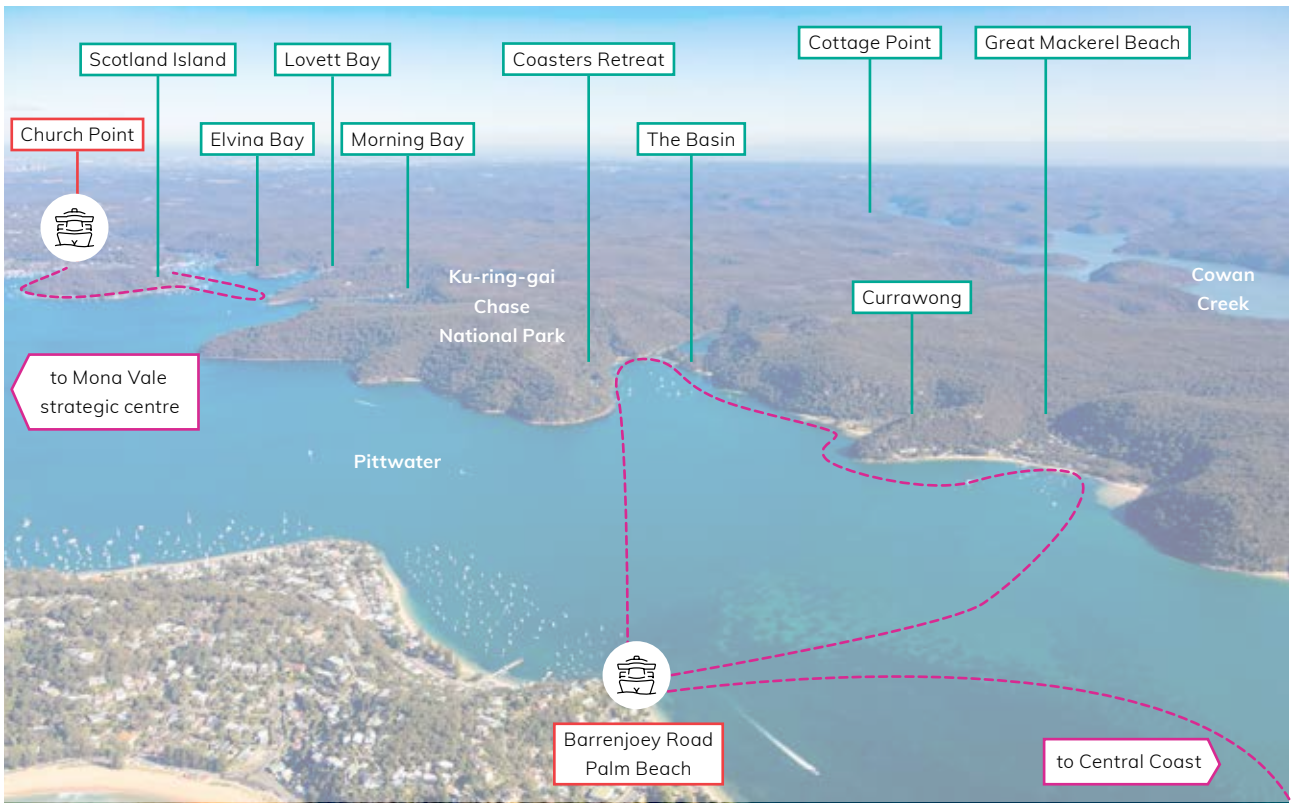 Cottage Point
Great Mackerel Beach
Scotland Island
Lovett Bay
Coasters Retreat
Church Point
Elvina Bay
Morning Bay
The Basin
Ku-ring-gai
Chase
National Park
Cowan
Creek
Currawong
to Mona Vale
strategic centre
Pittwater
Barrenjoey Road
Palm Beach
to Central Coast